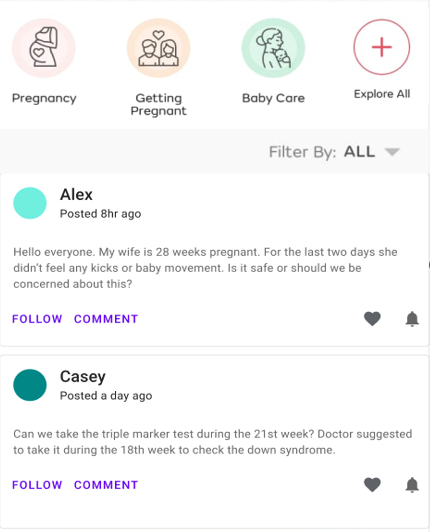 Pregnancy
Getting
Pregnant
Baby Care
Explore All
Filter By: ALL
Alex
Posted 8hr ago
Hello everyone. My wife is 28 weeks pregnant. For the last two days she
didn't feel any kicks or baby movement. Is it safe or should we be
concerned about this?
FOLLOW COMMENT
Casey
Posted a day ago
Can we take the triple marker test during the 21st week? Doctor suggested
to take it during the 18th week to check the down syndrome.
FOLLOW COMMENT